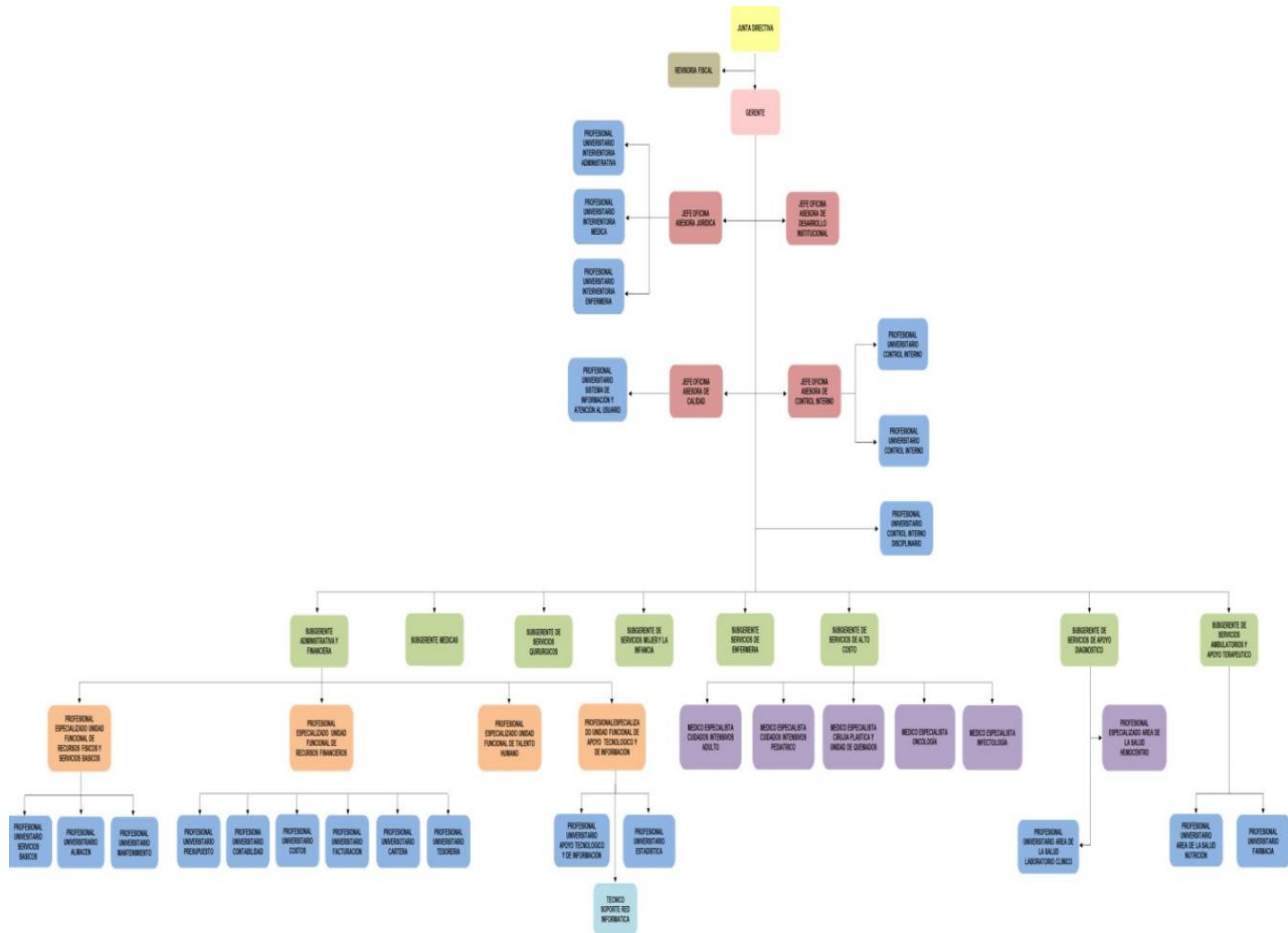 JUNTA DIRECTIVA
REVISORIA FISCAL
GERENTE
PROFESIONAL
UNIVERSITARIO
INTERVENTORIA
ADMINISTRATIVA
PROFESIONAL
UNIVERSITARIO
INTERVENTORIA
MEDICA
JEFE OFICINA
ASESORA JURIDICA
JEFE OFICINA
ASESORA DE
DESARROLLO
INSTITUCIONAL
PROFESIONAL
UNIVERSITARIO
INTERVENTORIA
ENFERMERIA
PROFESIONAL
UNIVERSITARIO
CONTROL INTERNO
PROFESIONAL
UNIVERSITARIO
SISTEMA DE
INFORMACIÓN Y
ATENCIÓN AL USUARIO
JEFE OFICINA
ASESORA DE
CALIDAD
JEFE OFICINA
ASESORA DE
CONTROL INTERNO
PROFESIONAL
UNIVERSITARIO
CONTROL INTERNO
PROFESIONAL
UNIVERSITARIO
CONTROL INTERNO
DISCIPLINARIO
SUBGERENTE
ADMINISTRATIVA Y
FINANCIERA
SUBGERENTE MEDICAS
SUBGERENTE DE
SERVICIOS
QUIRURGICOS
SUBGERENTE DE
SERVICIOS MUJER Y LA
INFANCIA
SUBGERENTE
SERVICIOS DE
ENFERMERIA
SUBGERENTE
DE SERVICIOS DE ALTO
COSTO
SUBGERENTE DE
SERVICIOS DE APOYO
DIAGNOSTICO
SUBGERENTE DE
SERVICIOS
AMBULATORIOS Y
APOYO TERAPEUTICO
PROFESIONAL
ESPECIALIZADO UNIDAD
FUNCIONAL DE
RECURSOS FISICOS Y
SERVICIOS BASICOS
PROFESIONAL
ESPECIALIZADO UNIDAD
FUNCIONAL DE
RECURSOS FINANCIEROS
PROFESIONAL
ESPECIALIZADO UNIDAD
FUNCIONAL DE TALENTO
HUMANO
PROFESIONAL ESPECIALIZA
DO UNIDAD FUNCIONAL DE
APOYO TECNOLOGICO Y
DE INFORMACIÓN
MEDICO ESPECIALISTA
CUIDADOS INTENSIVOS
ADULTO
MEDICO ESPECIALISTA
CUIDADOS INTENSIVOS
PEDIATRICO
MEDICO ESPECIALISTA
CIRUJIA PLASTICA Y
UNIDAD DE QUEMADOS
MEDICO ESPECIALISTA
ONCOLOGÍA
MEDICO ESPECIALISTA
INFECTOLOGÍA
PROFESIONAL
ESPECIALIZADO AREA DE
LA SALUD
HEMOCENTRO
PROFESIONAL
UNIVERSITARIO
SERVICIOS
BASICOS
PROFESIONAL
UNIVERSITARIO
ALMACEN
PROFESIONAL
UNIVERSITARIO
MANTENIMIENTO
PROFESIONAL
UNIVERSITARIO
PRESUPUESTO
PROFESIONA
UNIVERSITARIO
CONTABILIDAD
PROFESIONAL
UNIVERSITARIO
COSTOS
PROFESIONAL
UNIVERSITARIO
FACTURACION
PROFESIONAL
UNIVERSITARIO
CARTERA
PROFESIONAL
UNIVERSITARIO
TESORERIA
PROFESIONAL
UNIVERSITARIO
APOYO TECNOLOGICO
Y DE INFORMACIÓN
PROFESIONAL
UNIVERSITARIO
ESTADISTICA
PROFESIONAL
UNIVERSITARIO AREA DE
LA SALUD
LABORATORIO CLINICO
PROFESIONAL
UNIVERSITARIO
AREA DE LA SALUD
NUTRICIÓN
PROFESIONAL
UNIVERSITARIO
FARMACIA
TECNICO
SOPORTE RED
INFORMATICA